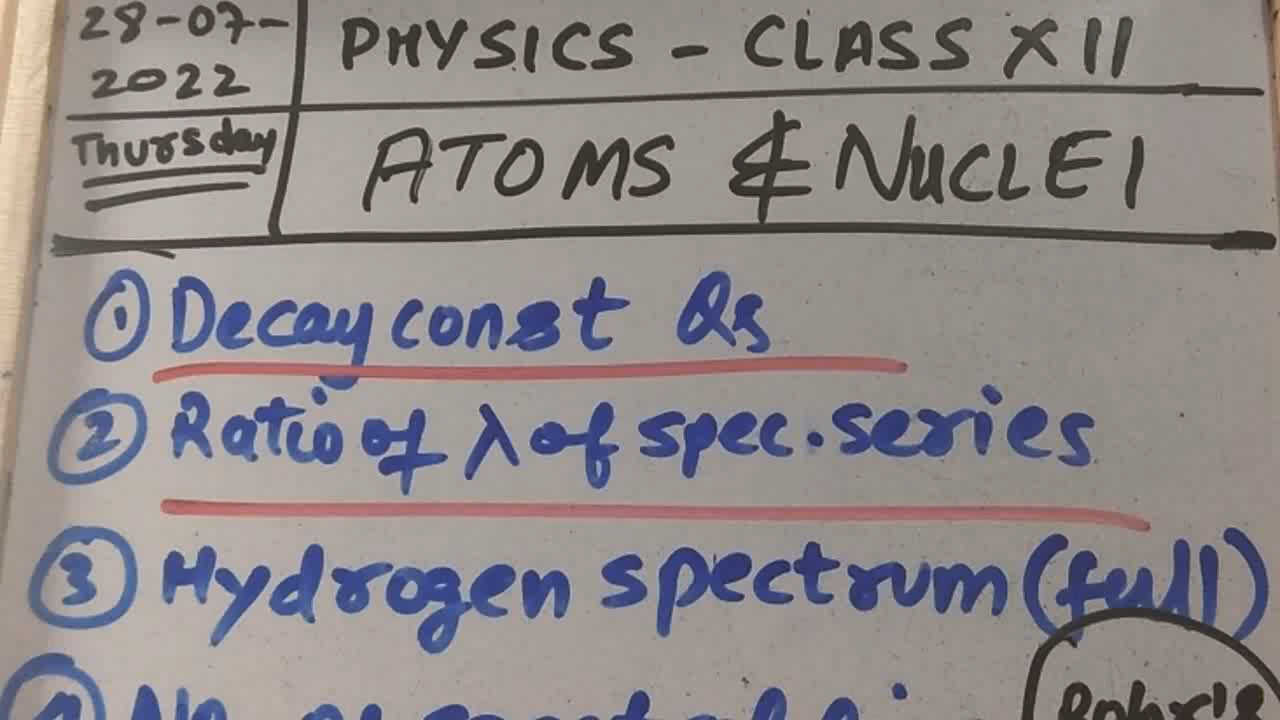 28-07-
2022
PHYSICS - CLASS XII
Thursday
ATOMS & NUCLEI
① Decay const Qs
② Ratio of λ of spec. series
③ Hydrogen spectrum (full)